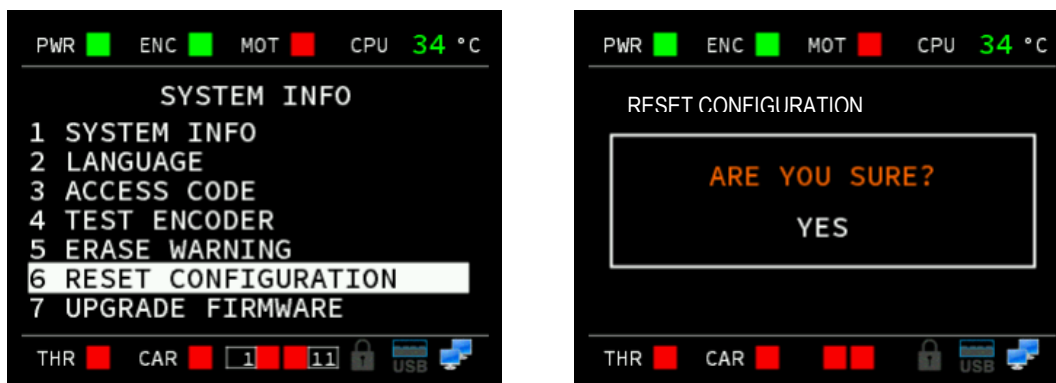 PWR ENC MOT CPU 34 °C
SYSTEM INFO
1 SYSTEM INFO
2 LANGUAGE
3 ACCESS CODE
4 TEST ENCODER
5 ERASE WARNING
6 RESET CONFIGURATION
7 UPGRADE FIRMWARE
THR CAR 1 11 USB
PWR ENC MOT CPU 34 °C
RESET CONFIGURATION
ARE YOU SURE?
YES
THR CAR USB